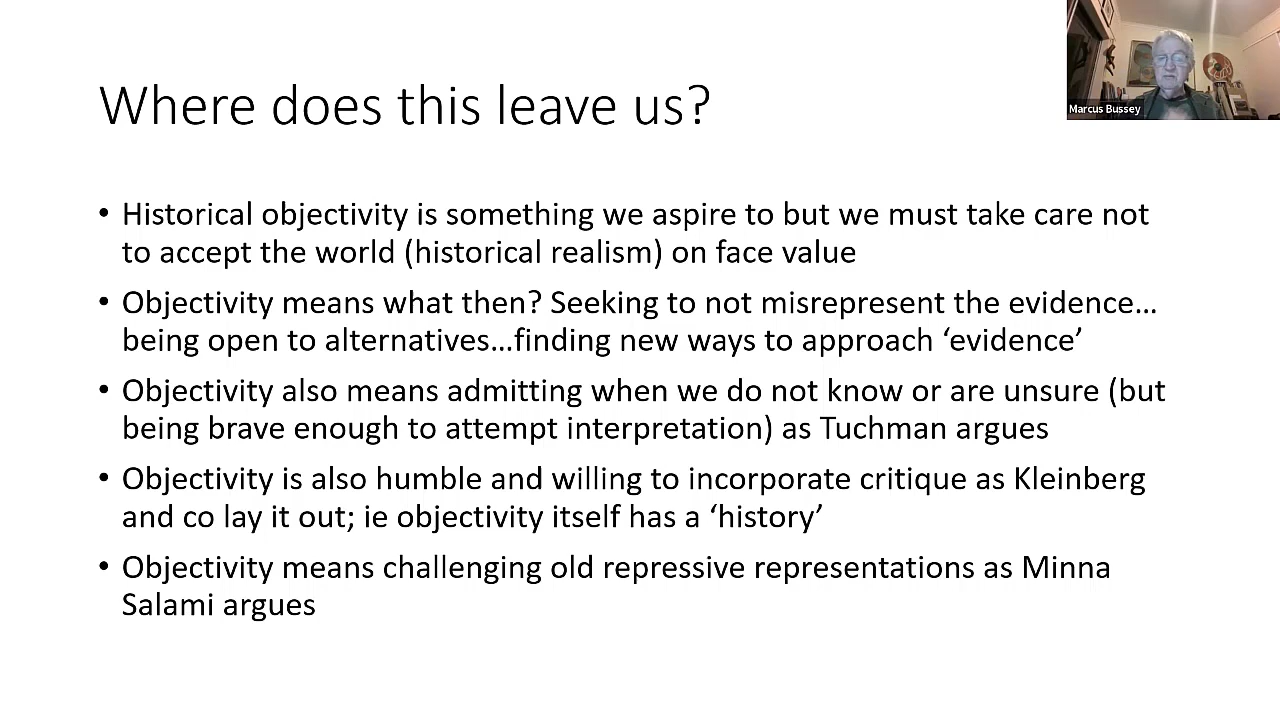 Where does this leave us?
Marcus Bussey
• Historical objectivity is something we aspire to but we must take care not
to accept the world (historical realism) on face value
• Objectivity means what then? Seeking to not misrepresent the evidence…
being open to alternatives…finding new ways to approach ‘evidence’
• Objectivity also means admitting when we do not know or are unsure (but
being brave enough to attempt interpretation) as Tuchman argues
• Objectivity is also humble and willing to incorporate critique as Kleinberg
and co lay it out; ie objectivity itself has a ‘history’
• Objectivity means challenging old repressive representations as Minna
Salami argues